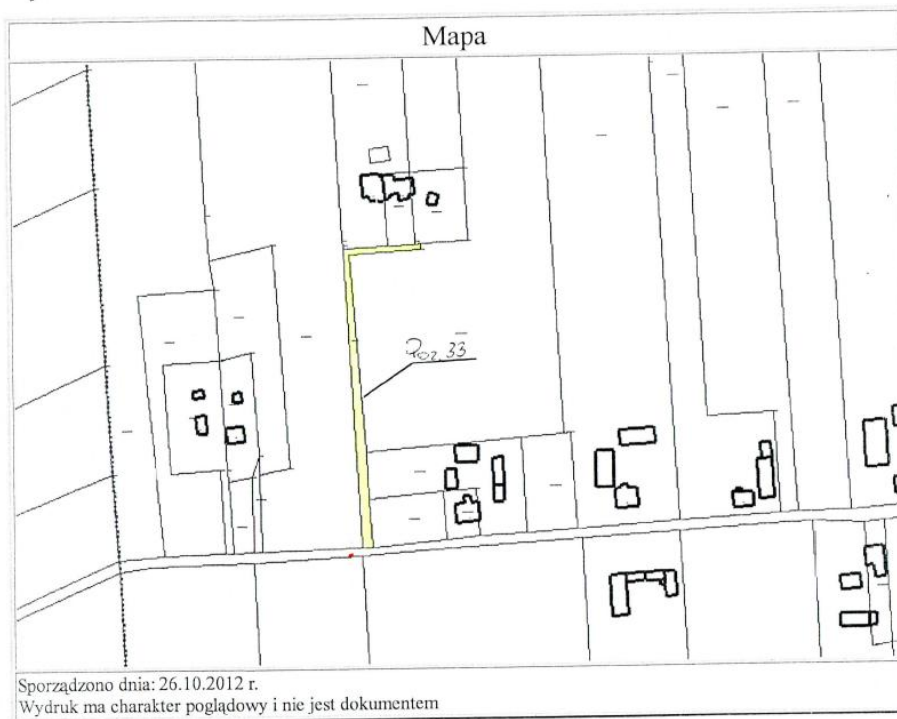 Mapa
Poz. 33
Sporządzono dnia: 26.10.2012 r.
Wydruk ma charakter poglądowy i nie jest dokumentem